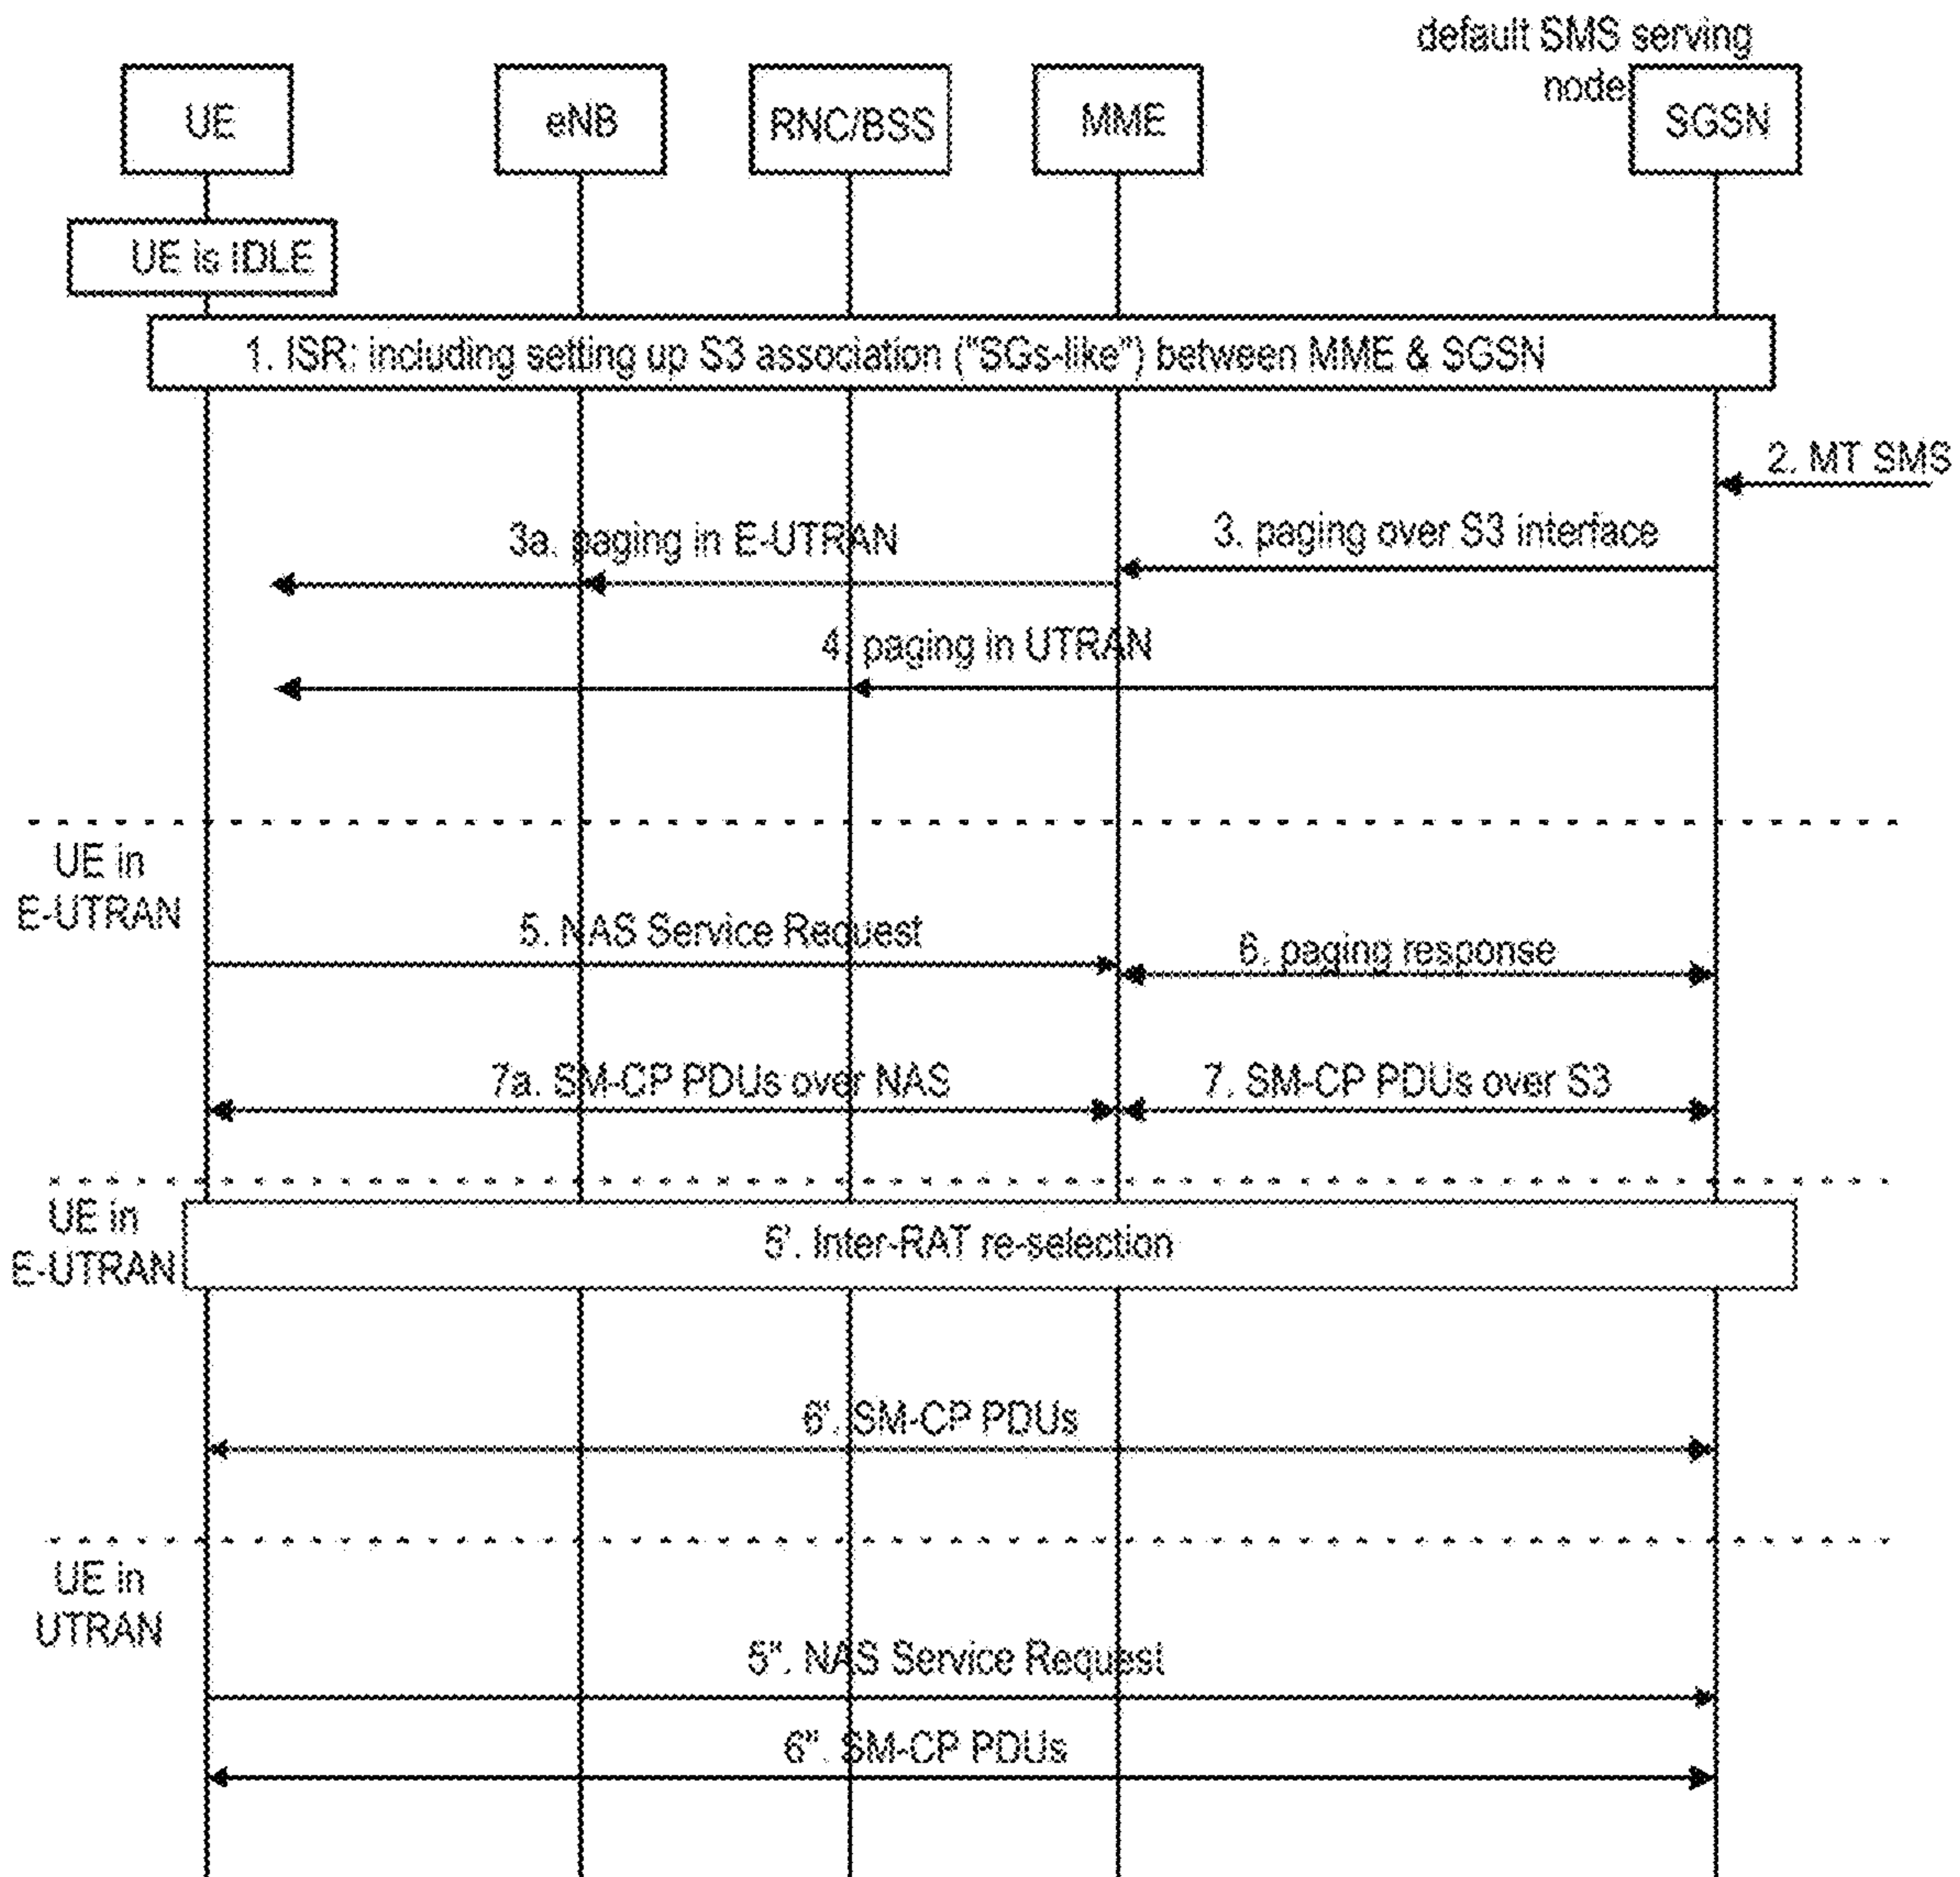 default SMS serving
node
UE
eNB
RNC/BSS
MME
SGSN
UE is IDLE
1. ISR; including setting up S3 association ("SGs-like") between MME & SGSN
2. MT SMS
3a. paging in E-UTRAN
3. paging over S3 interface
4. paging in UTRAN
UE in
E-UTRAN
5. NAS Service Request
6. paging response
7a. SM-CP PDUs over NAS
7. SM-CP PDUs over S3
UE in
E-UTRAN
5'. Inter-RAT re-selection
6'. SM-CP PDUs
UE in
UTRAN
5". NAS Service Request
6". SM-CP PDUs